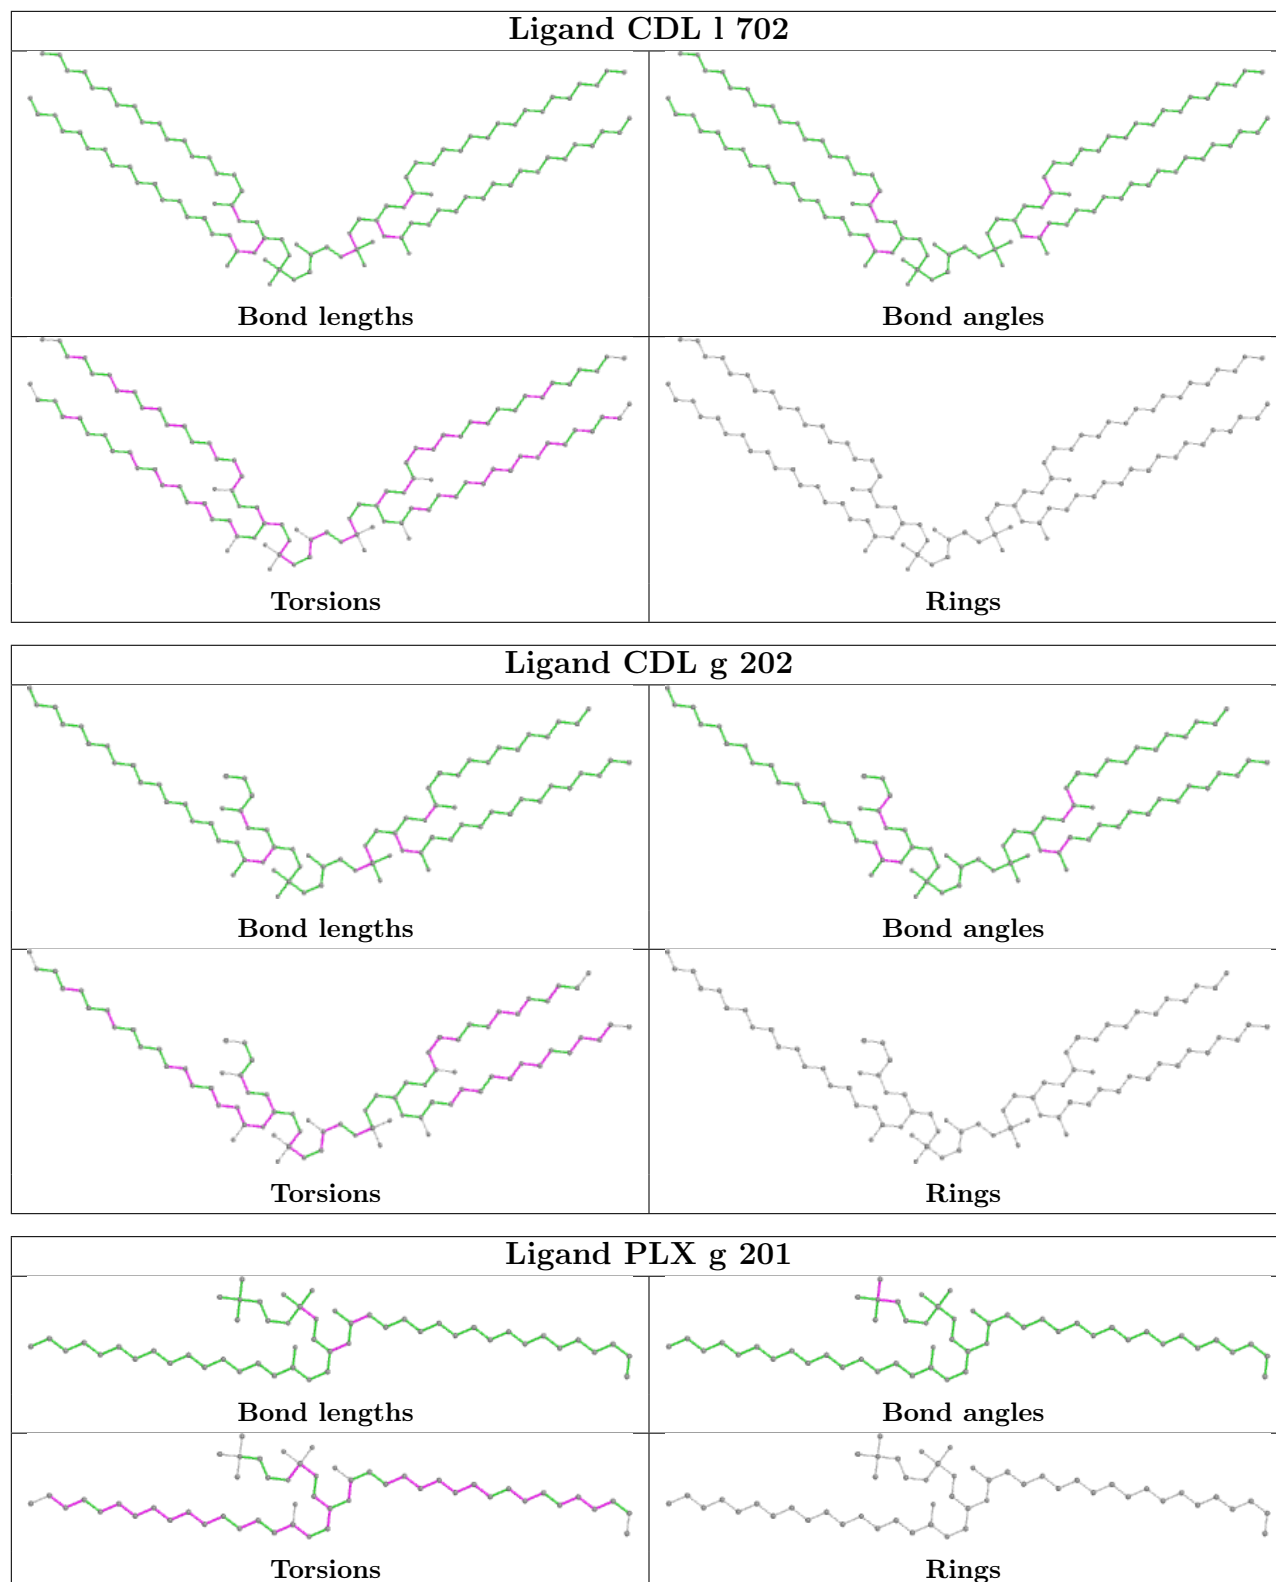 Ligand CDL l 702
Bond lengths
Bond angles
Torsions
Rings
Ligand CDL g 202
Bond lengths
Bond angles
Torsions
Rings
Ligand PLX g 201
Bond lengths
Bond angles
Torsions
Rings